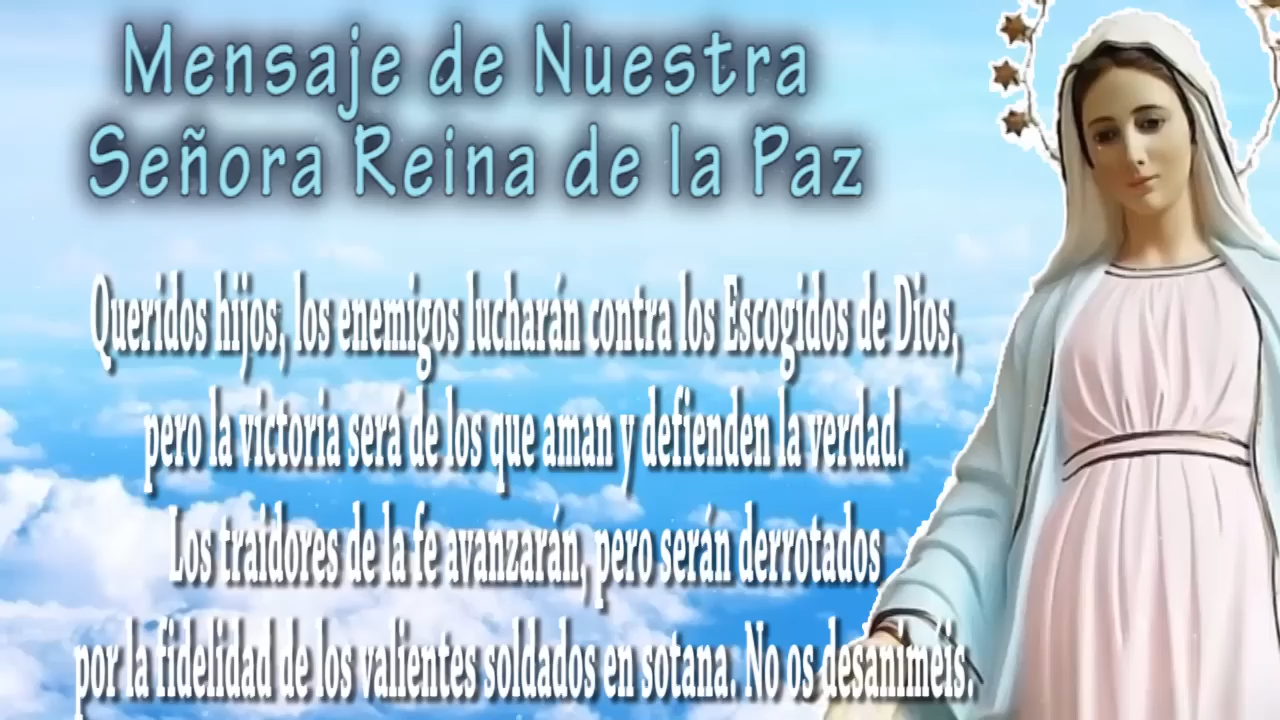 Mensaje de Nuestra
Señora Reina de la Paz
Queridos hijos, los enemigos lucharán contra los Escogidos de Dios,
pero la victoria será de los que aman y defienden la verdad.
Los traidores de la fe avanzarán, pero serán derrotados
por la fidelidad de los valientes soldados en sotana. No os desaniméis.